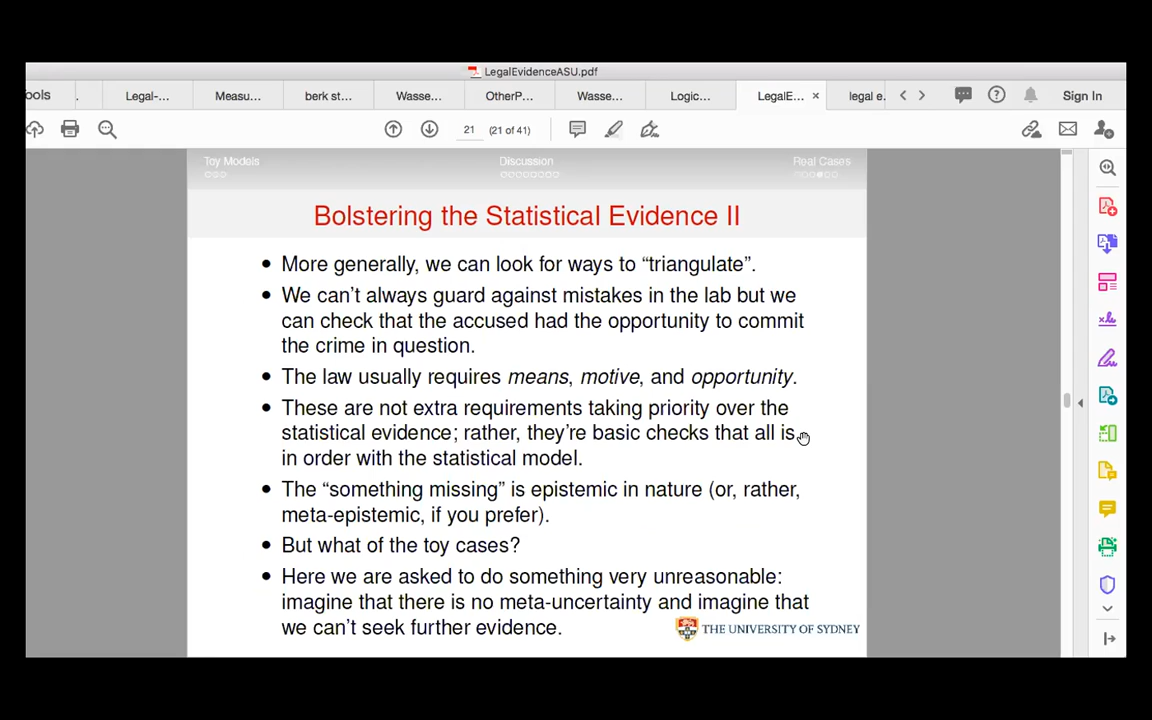 LegalEvidenceASU.pdf
ools . Legal-... Measu... berk st... Wasse... OtherP... Wasse... Logic... LegalE... × legal e. Sign In
21 (21 of 41)
Toy Models Discussion Real Cases
Bolstering the Statistical Evidence II
• More generally, we can look for ways to “triangulate”.
• We can’t always guard against mistakes in the lab but we
can check that the accused had the opportunity to commit
the crime in question.
• The law usually requires means, motive, and opportunity.
• These are not extra requirements taking priority over the
statistical evidence; rather, they’re basic checks that all is
in order with the statistical model.
• The “something missing” is epistemic in nature (or, rather,
meta-epistemic, if you prefer).
• But what of the toy cases?
• Here we are asked to do something very unreasonable:
imagine that there is no meta-uncertainty and imagine that
we can’t seek further evidence.
THE UNIVERSITY OF SYDNEY